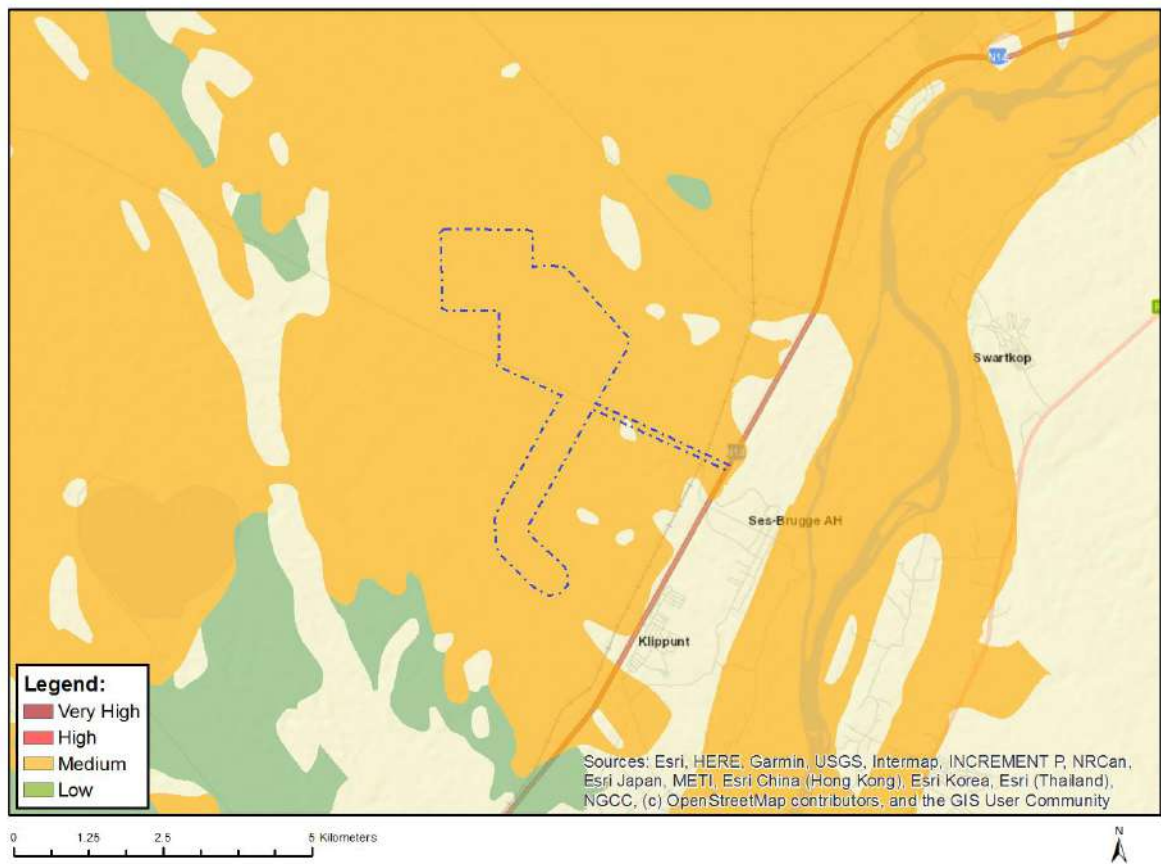 N14
Swartkop
N14
Ses-Brugge AH
Klippunt
Legend:
Very High
High
Medium
Low
Sources: Esri, HERE, Garmin, USGS, Intermap, INCREMENT P, NRCan,
Esri Japan, METI, Esri China (Hong Kong), Esri Korea, Esri (Thailand),
NGCC, (c) OpenStreetMap contributors, and the GIS User Community
0 1.25 2.5 5 Kilometers
N